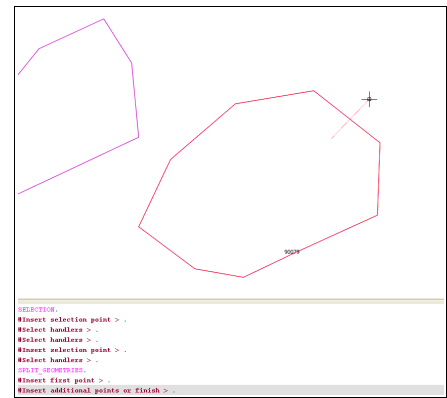 90079
SELECTION.
#Insert selection point > .
#Select handlers > .
#Select handlers > .
#Insert selection point > .
#Select handlers > .
SPLIT_GEOMETRIES.
#Insert first point > .
#Insert additional points or finish > .